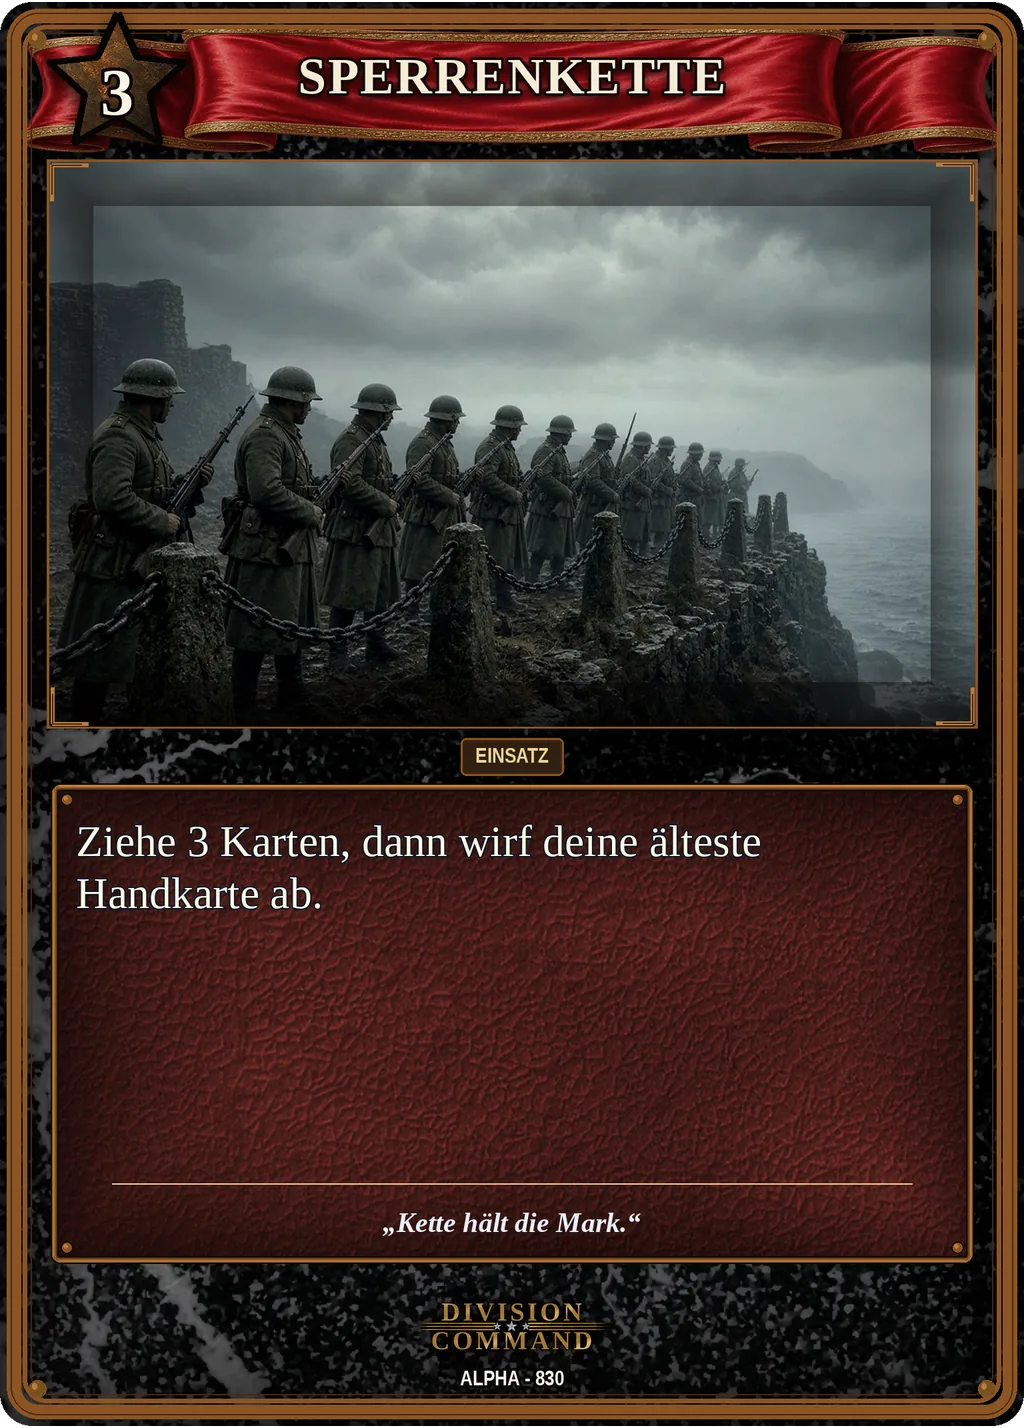 3
SPERRENKETTE
EINSATZ
Ziehe 3 Karten, dann wirf deine älteste
Handkarte ab.
„Kette hält die Mark.“
DIVISION
COMMAND
ALPHA - 830